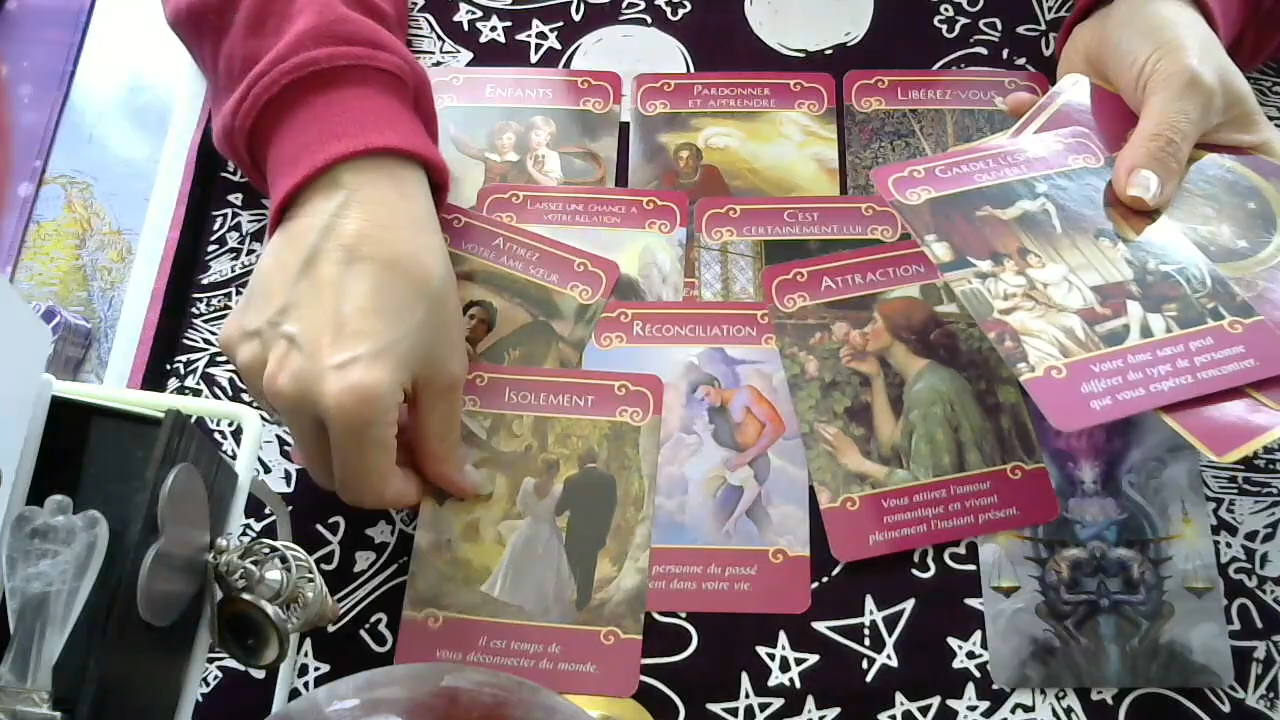 ENFANTS
PARDONNER
ET APPRENDRE
LIBÉREZ-VOUS
LAISSEZ UNE CHANCE À
VOTRE RELATION
C'EST
CERTAINEMENT LUI
GARDEZ L'ESPRIT
OUVERT
ATTIREZ
VOTRE ÂME SŒUR
ATTRACTION
RÉCONCILIATION
Votre âme sœur peut
différer du type de personne
que vous espérez rencontrer.
ISOLEMENT
Vous attirez l'amour
romantique en vivant
pleinement l'instant présent.
personne du passé
dans votre vie.
Il est temps de
vous déconnecter du monde.